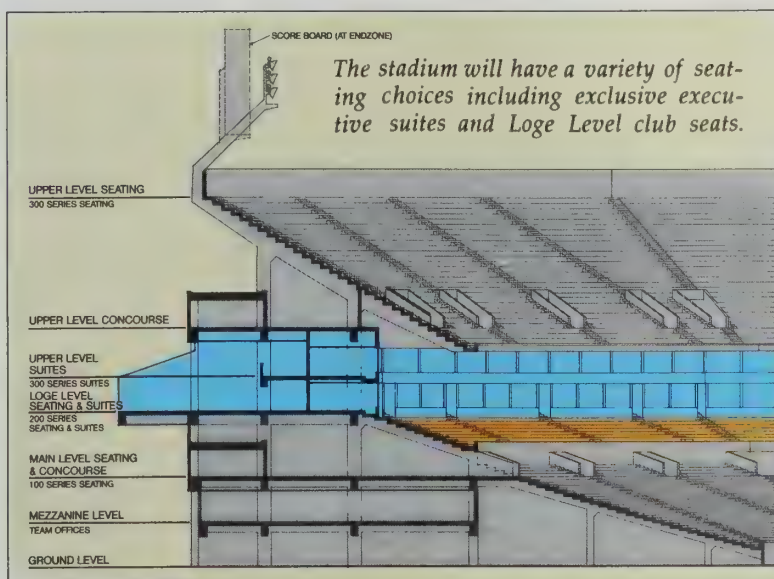 SCORE BOARD (AT ENDZONE)
The stadium will have a variety of seat-
ing choices including exclusive execu-
tive suites and Loge Level club seats.
UPPER LEVEL SEATING
300 SERIES SEATING
UPPER LEVEL CONCOURSE
UPPER LEVEL
SUITES
300 SERIES SUITES
LOGE LEVEL
SEATING & SUITES
200 SERIES
SEATING & SUITES
MAIN LEVEL SEATING
& CONCOURSE
100 SERIES SEATING
MEZZANINE LEVEL
TEAM OFFICES
GROUND LEVEL